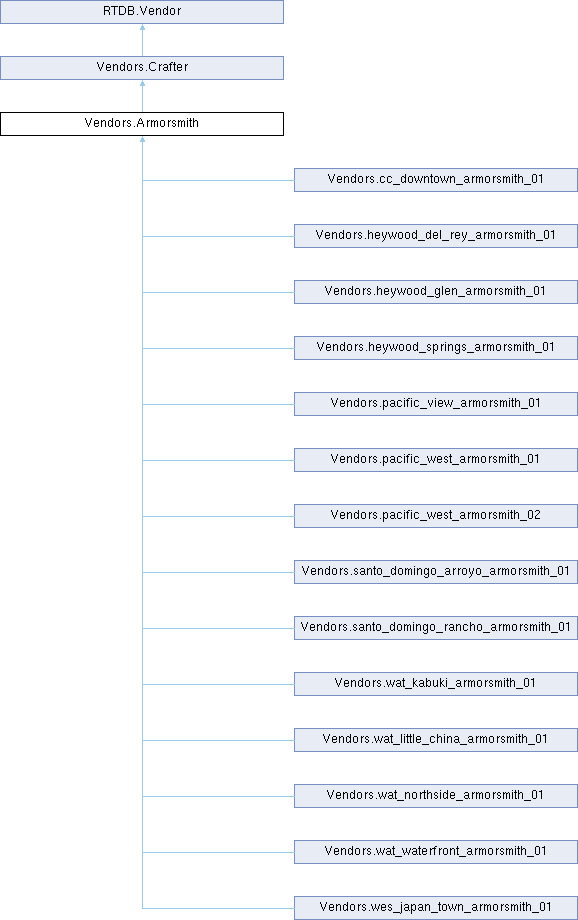 RTDB.Vendor
Vendors.Crafter
Vendors.Armorsmith
Vendors.cc_downtown_armorsmith_01
Vendors.heywood_del_rey_armorsmith_01
Vendors.heywood_glen_armorsmith_01
Vendors.heywood_springs_armorsmith_01
Vendors.pacific_view_armorsmith_01
Vendors.pacific_west_armorsmith_01
Vendors.pacific_west_armorsmith_02
Vendors.santo_domingo_arroyo_armorsmith_01
Vendors.santo_domingo_rancho_armorsmith_01
Vendors.wat_kabuki_armorsmith_01
Vendors.wat_little_china_armorsmith_01
Vendors.wat_northside_armorsmith_01
Vendors.wat_waterfront_armorsmith_01
Vendors.wes_japan_town_armorsmith_01